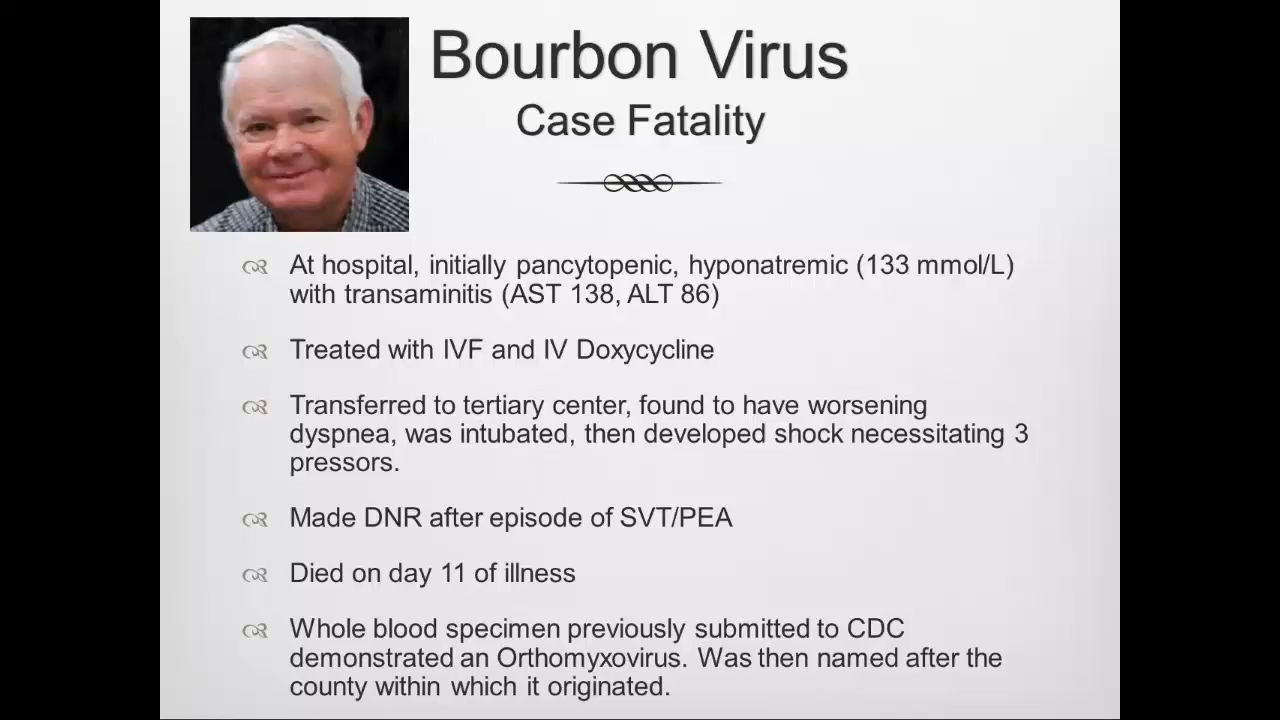 Bourbon Virus
Case Fatality
At hospital, initially pancytopenic, hyponatremic (133 mmol/L)
with transaminitis (AST 138, ALT 86)
Treated with IVF and IV Doxycycline
Transferred to tertiary center, found to have worsening
dyspnea, was intubated, then developed shock necessitating 3
pressors.
Made DNR after episode of SVT/PEA
Died on day 11 of illness
Whole blood specimen previously submitted to CDC
demonstrated an Orthomyxovirus. Was then named after the
county within which it originated.